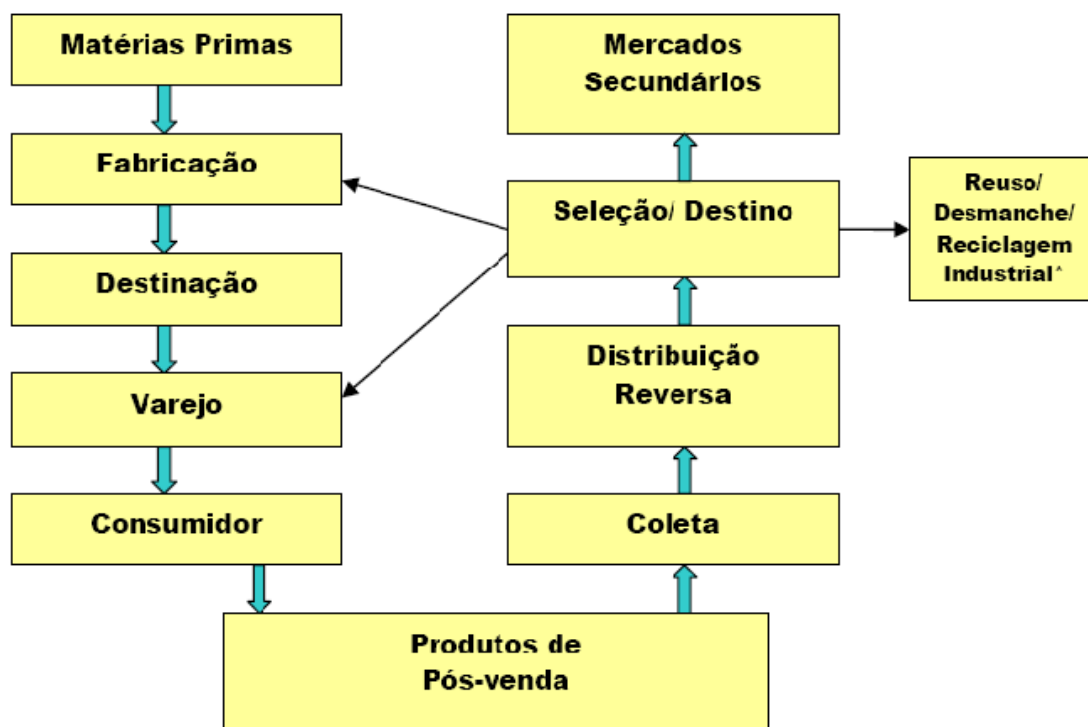 Matérias Primas
Fabricação
Destinação
Varejo
Consumidor
Produtos de
Pós-venda
Coleta
Distribuição
Reversa
Seleção/ Destino
Mercados
Secundários
Reuso/
Desmanche/
Reciclagem
Industrial*